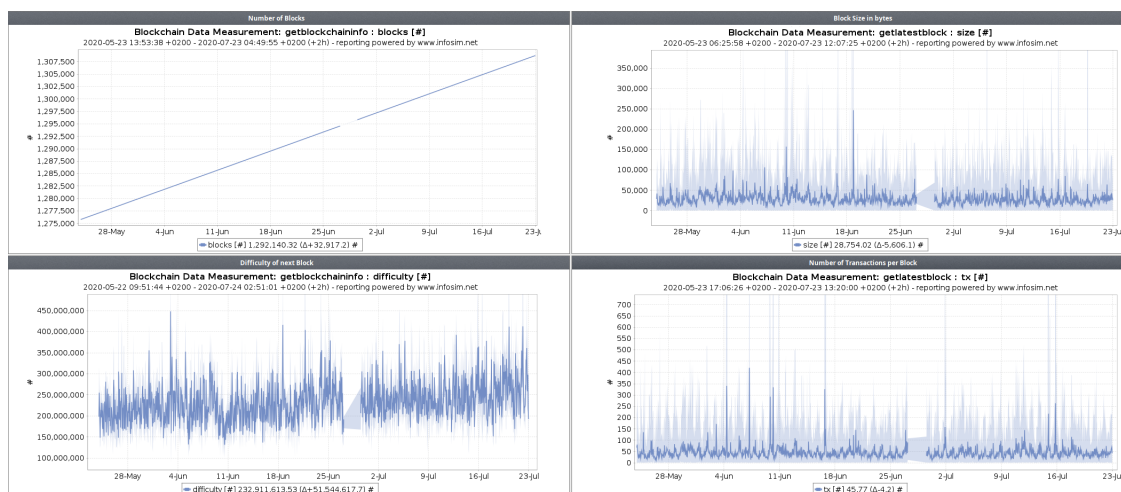 Number of Blocks
Blockchain Data Measurement: getblockchaininfo : blocks [#]
2020-05-23 13:53:38 +0200 - 2020-07-23 04:49:55 +0200 (+2h) - reporting powered by www.infosim.net
1,307,500
1,305,000
1,302,500
1,300,000
1,297,500
1,295,000
1,292,500
1,290,000
1,287,500
1,285,000
1,282,500
1,280,000
1,277,500
1,275,000
#
28-May 4-Jun 11-Jun 18-Jun 25-Jun 2-Jul 9-Jul 16-Jul 23-Ju
blocks [#] 1,292,140.32 (Δ+32,917.2) #
Block Size in bytes
Blockchain Data Measurement: getlatestblock : size [#]
2020-05-23 06:25:58 +0200 - 2020-07-23 12:07:25 +0200 (+2h) - reporting powered by www.infosim.net
350,000
300,000
250,000
200,000
150,000
100,000
50,000
0
#
28-May 4-Jun 11-Jun 18-Jun 25-Jun 2-Jul 9-Jul 16-Jul 23-Jul
size [#] 28,754.02 (Δ-5,606.1) #
Difficulty of next Block
Blockchain Data Measurement: getblockchaininfo : difficulty [#]
2020-05-22 09:51:44 +0200 - 2020-07-24 02:51:01 +0200 (+2h) - reporting powered by www.infosim.net
450,000,000
400,000,000
350,000,000
300,000,000
250,000,000
200,000,000
150,000,000
100,000,000
#
28-May 4-Jun 11-Jun 18-Jun 25-Jun 2-Jul 9-Jul 16-Jul 23-Jul
difficulty [#] 232,911,613.53 (Δ+51,544,617.7) #
Number of Transactions per Block
Blockchain Data Measurement: getlatestblock : tx [#]
2020-05-23 17:06:26 +0200 - 2020-07-23 13:20:00 +0200 (+2h) - reporting powered by www.infosim.net
700
650
600
550
500
450
400
350
300
250
200
150
100
50
0
#
28-May 4-Jun 11-Jun 18-Jun 25-Jun 2-Jul 9-Jul 16-Jul 23-Jul
tx [#] 45.77 (Δ-4.2) #